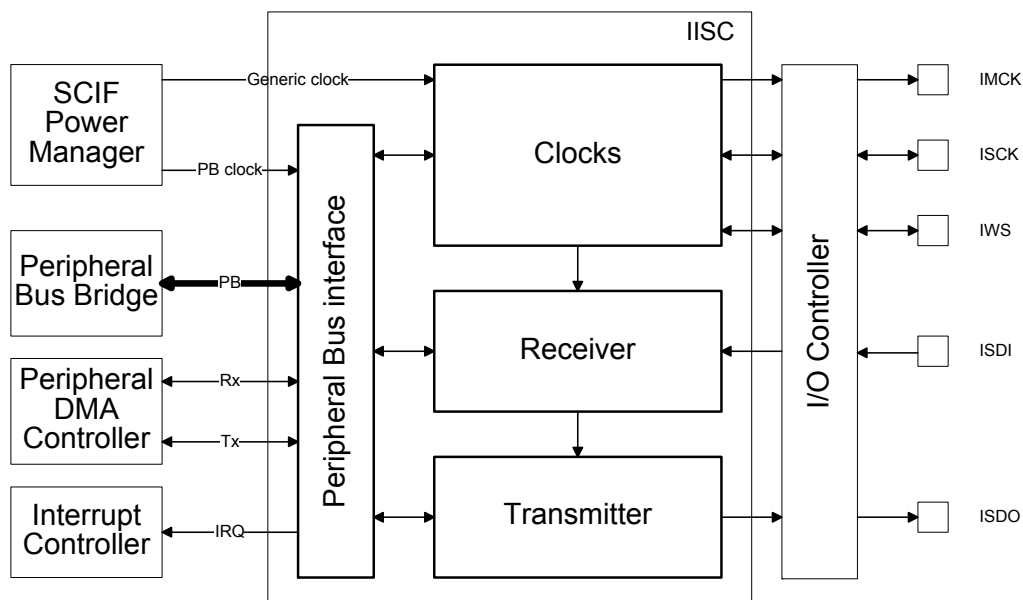 IISC
SCIF
Power
Manager
Generic clock
PB clock
Peripheral
Bus Bridge
PB
Peripheral
DMA
Controller
Rx
Tx
Interrupt
Controller
IRQ
Peripheral Bus interface
Clocks
Receiver
Transmitter
I/O Controller
IMCK
ISCK
IWS
ISDI
ISDO